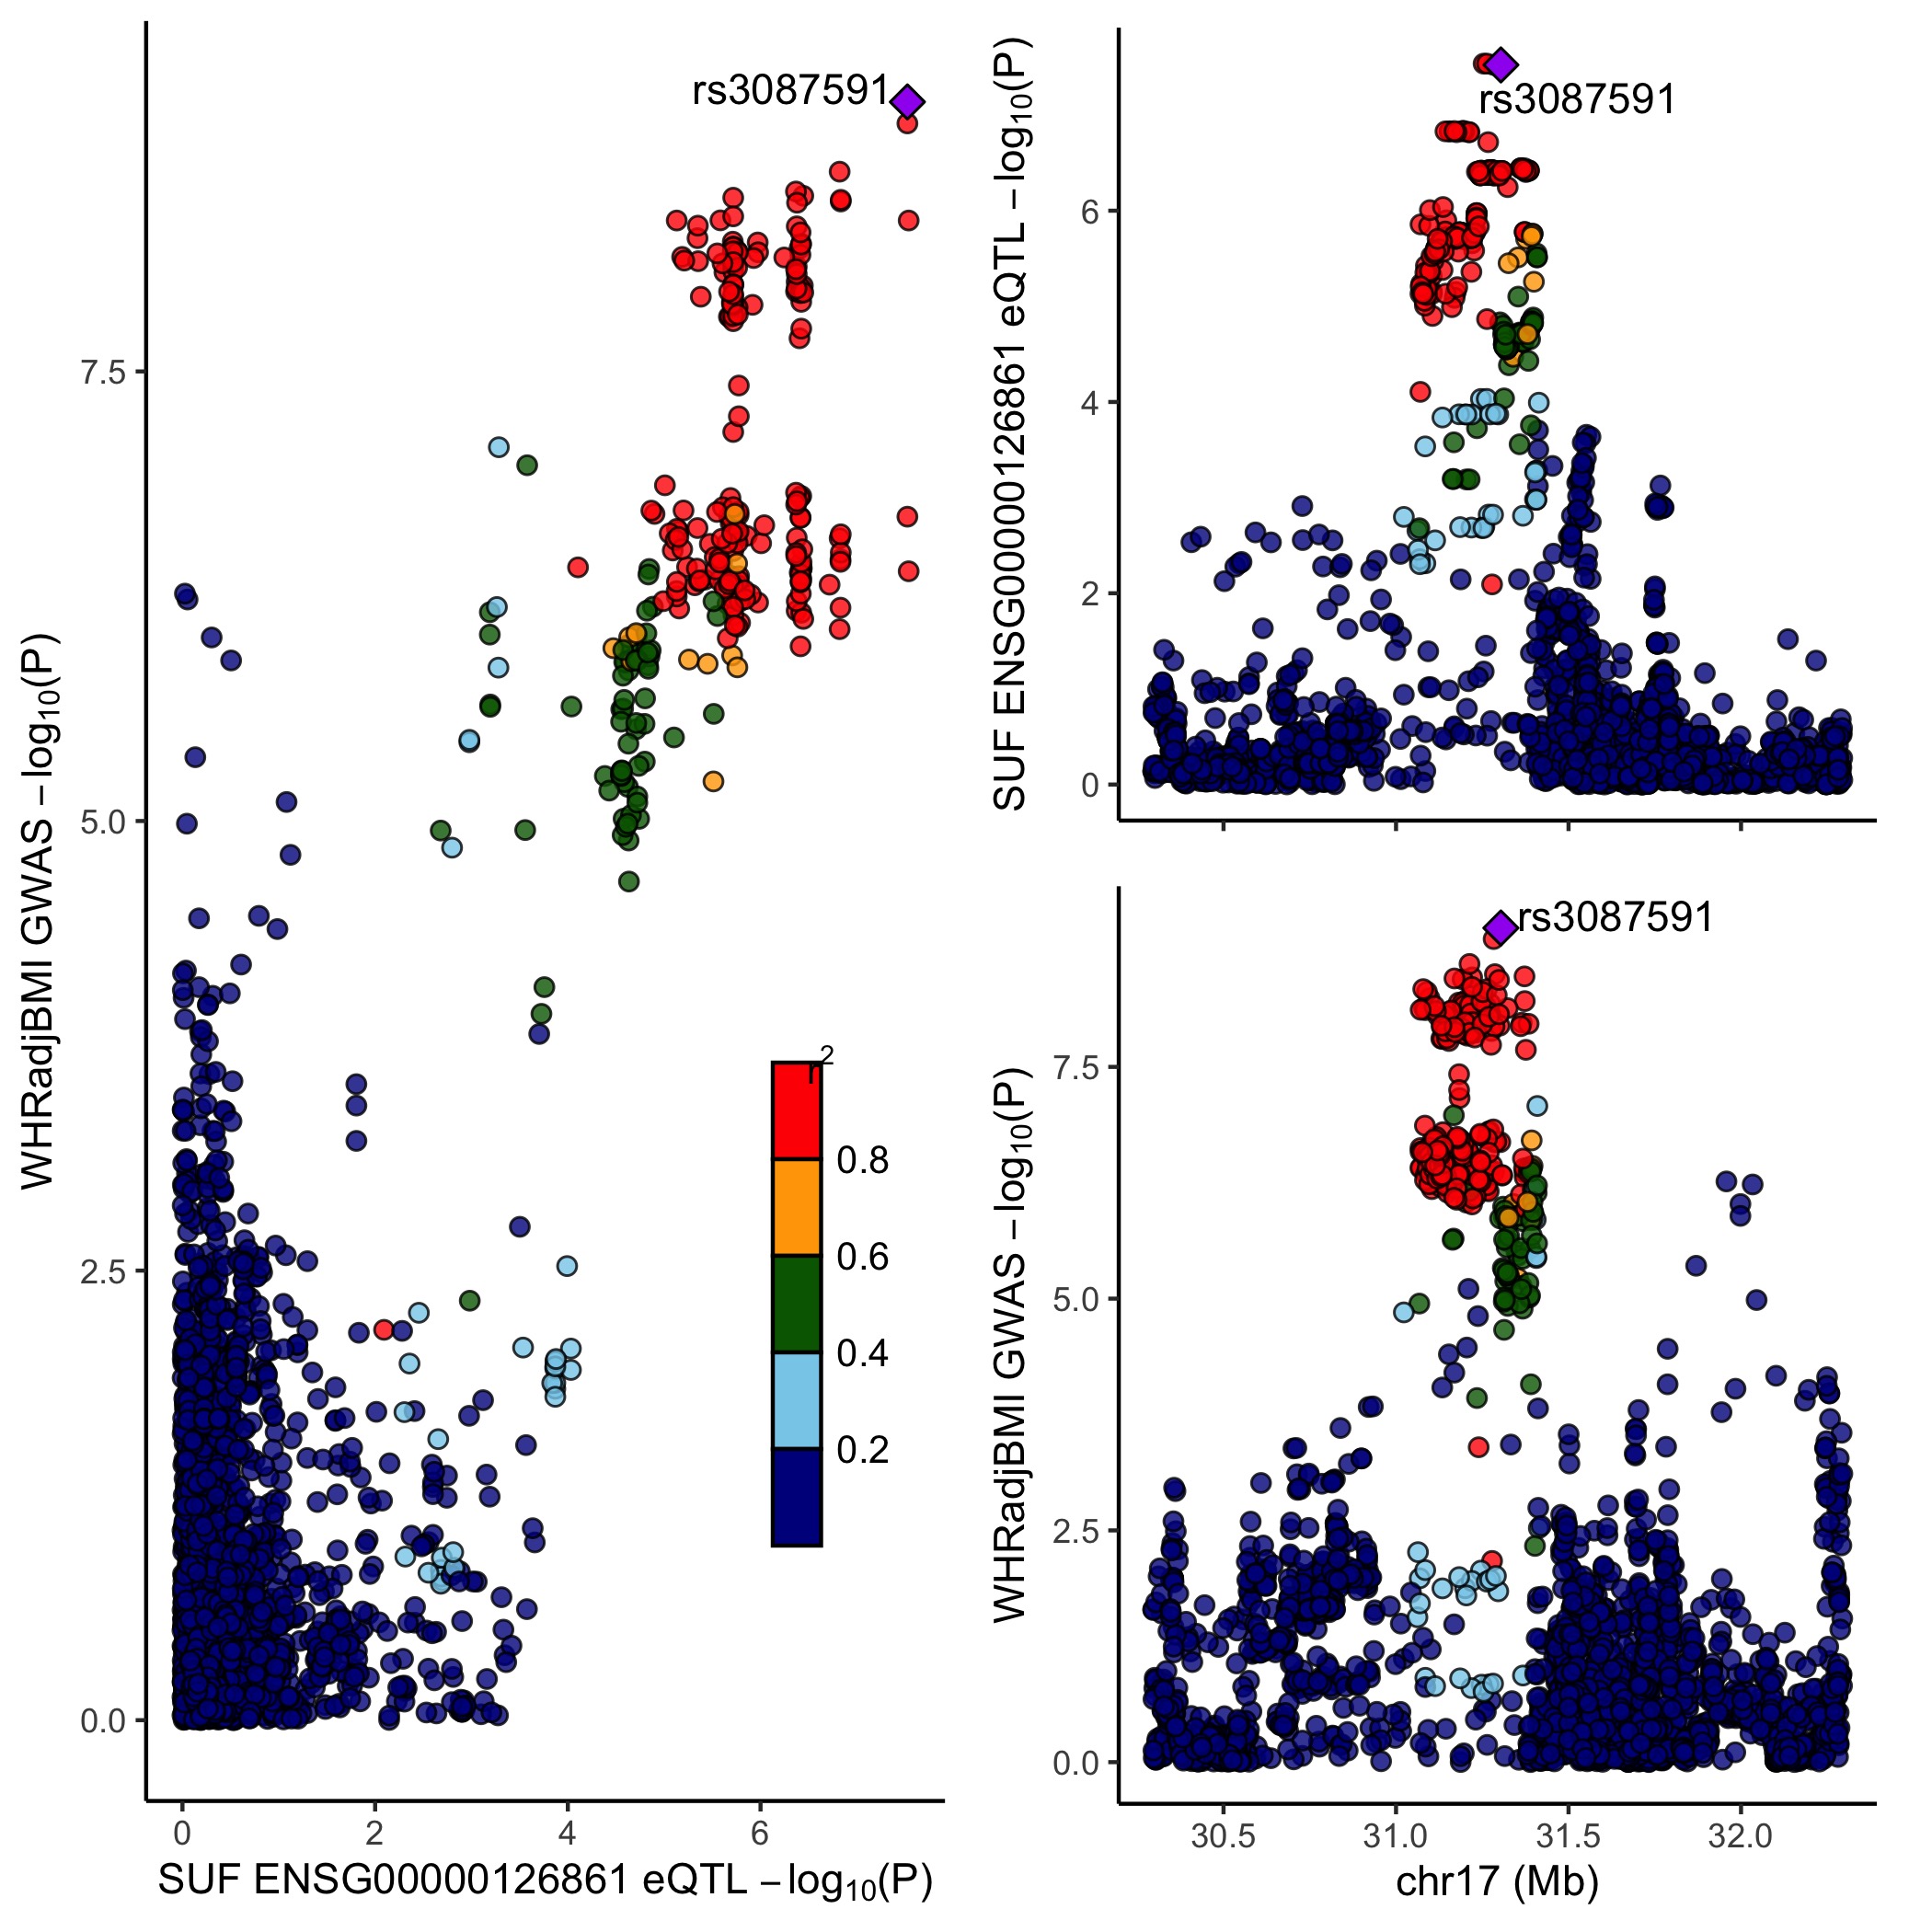 rs3087591
7.5
5.0
2.5
0.0
WHRadjBMI GWAS −log10(P)
0
2
4
6
SUF ENSG00000126861 eQTL −log10(P)
r2
0.8
0.6
0.4
0.2
rs3087591
6
4
2
0
SUF ENSG00000126861 eQTL −log10(P)
rs3087591
7.5
5.0
2.5
0.0
WHRadjBMI GWAS −log10(P)
30.5
31.0
31.5
32.0
chr17 (Mb)